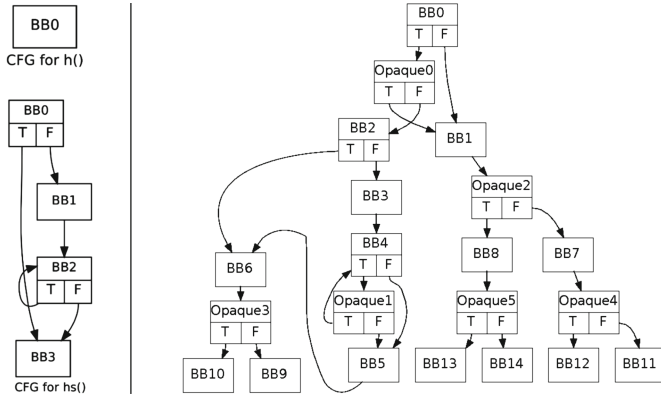 BB0
CFG for h()
BB0
T F
BB1
BB2
T F
BB3
CFG for hs()
BB0
T F
Opaque0
T F
BB2
T F
BB1
BB3
Opaque2
T F
BB4
T F
BB6
BB8
BB7
Opaque1
T F
Opaque3
T F
Opaque5
T F
Opaque4
T F
BB5
BB10
BB9
BB13
BB14
BB12
BB11